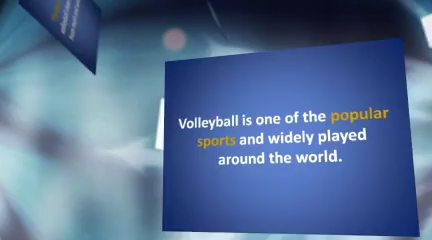 Volleyball is one of the popular
sports and widely played
around the world.